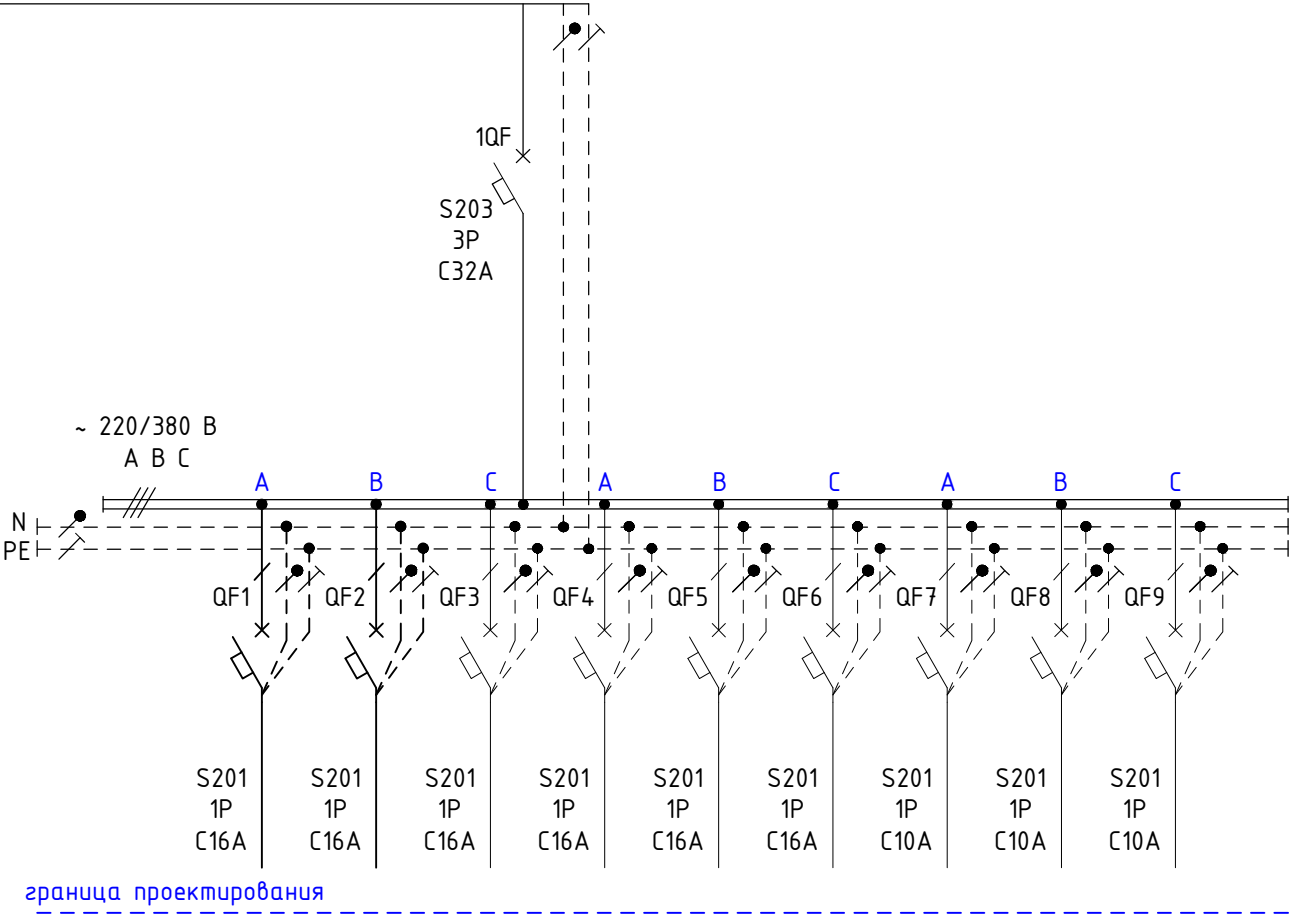 1QF
S203
3P
C32A
~ 220/380 В
A B C
A B C A B C A B C
N
PE
QF1 QF2 QF3 QF4 QF5 QF6 QF7 QF8 QF9
S201 S201 S201 S201 S201 S201 S201 S201 S201
1P 1P 1P 1P 1P 1P 1P 1P 1P
C16A C16A C16A C16A C16A C16A C10A C10A C10A
граница проектирования